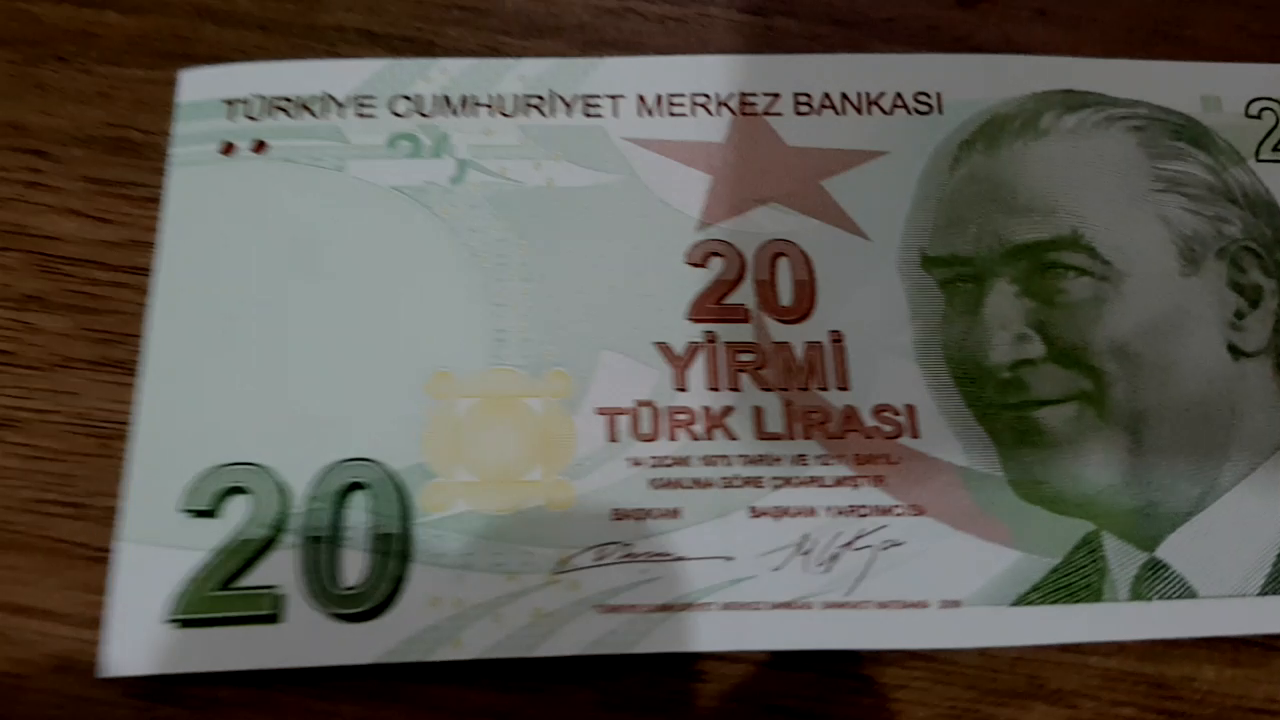 TÜRKİYE CUMHURİYET MERKEZ BANKASI
20
20
YİRMİ
TÜRK LİRASI
14 OCAK 1970 TARİH VE 1211 SAYILI
KANUNA GÖRE ÇIKARILMIŞTIR
BAŞKAN BAŞKAN YARDIMCISI
20
2